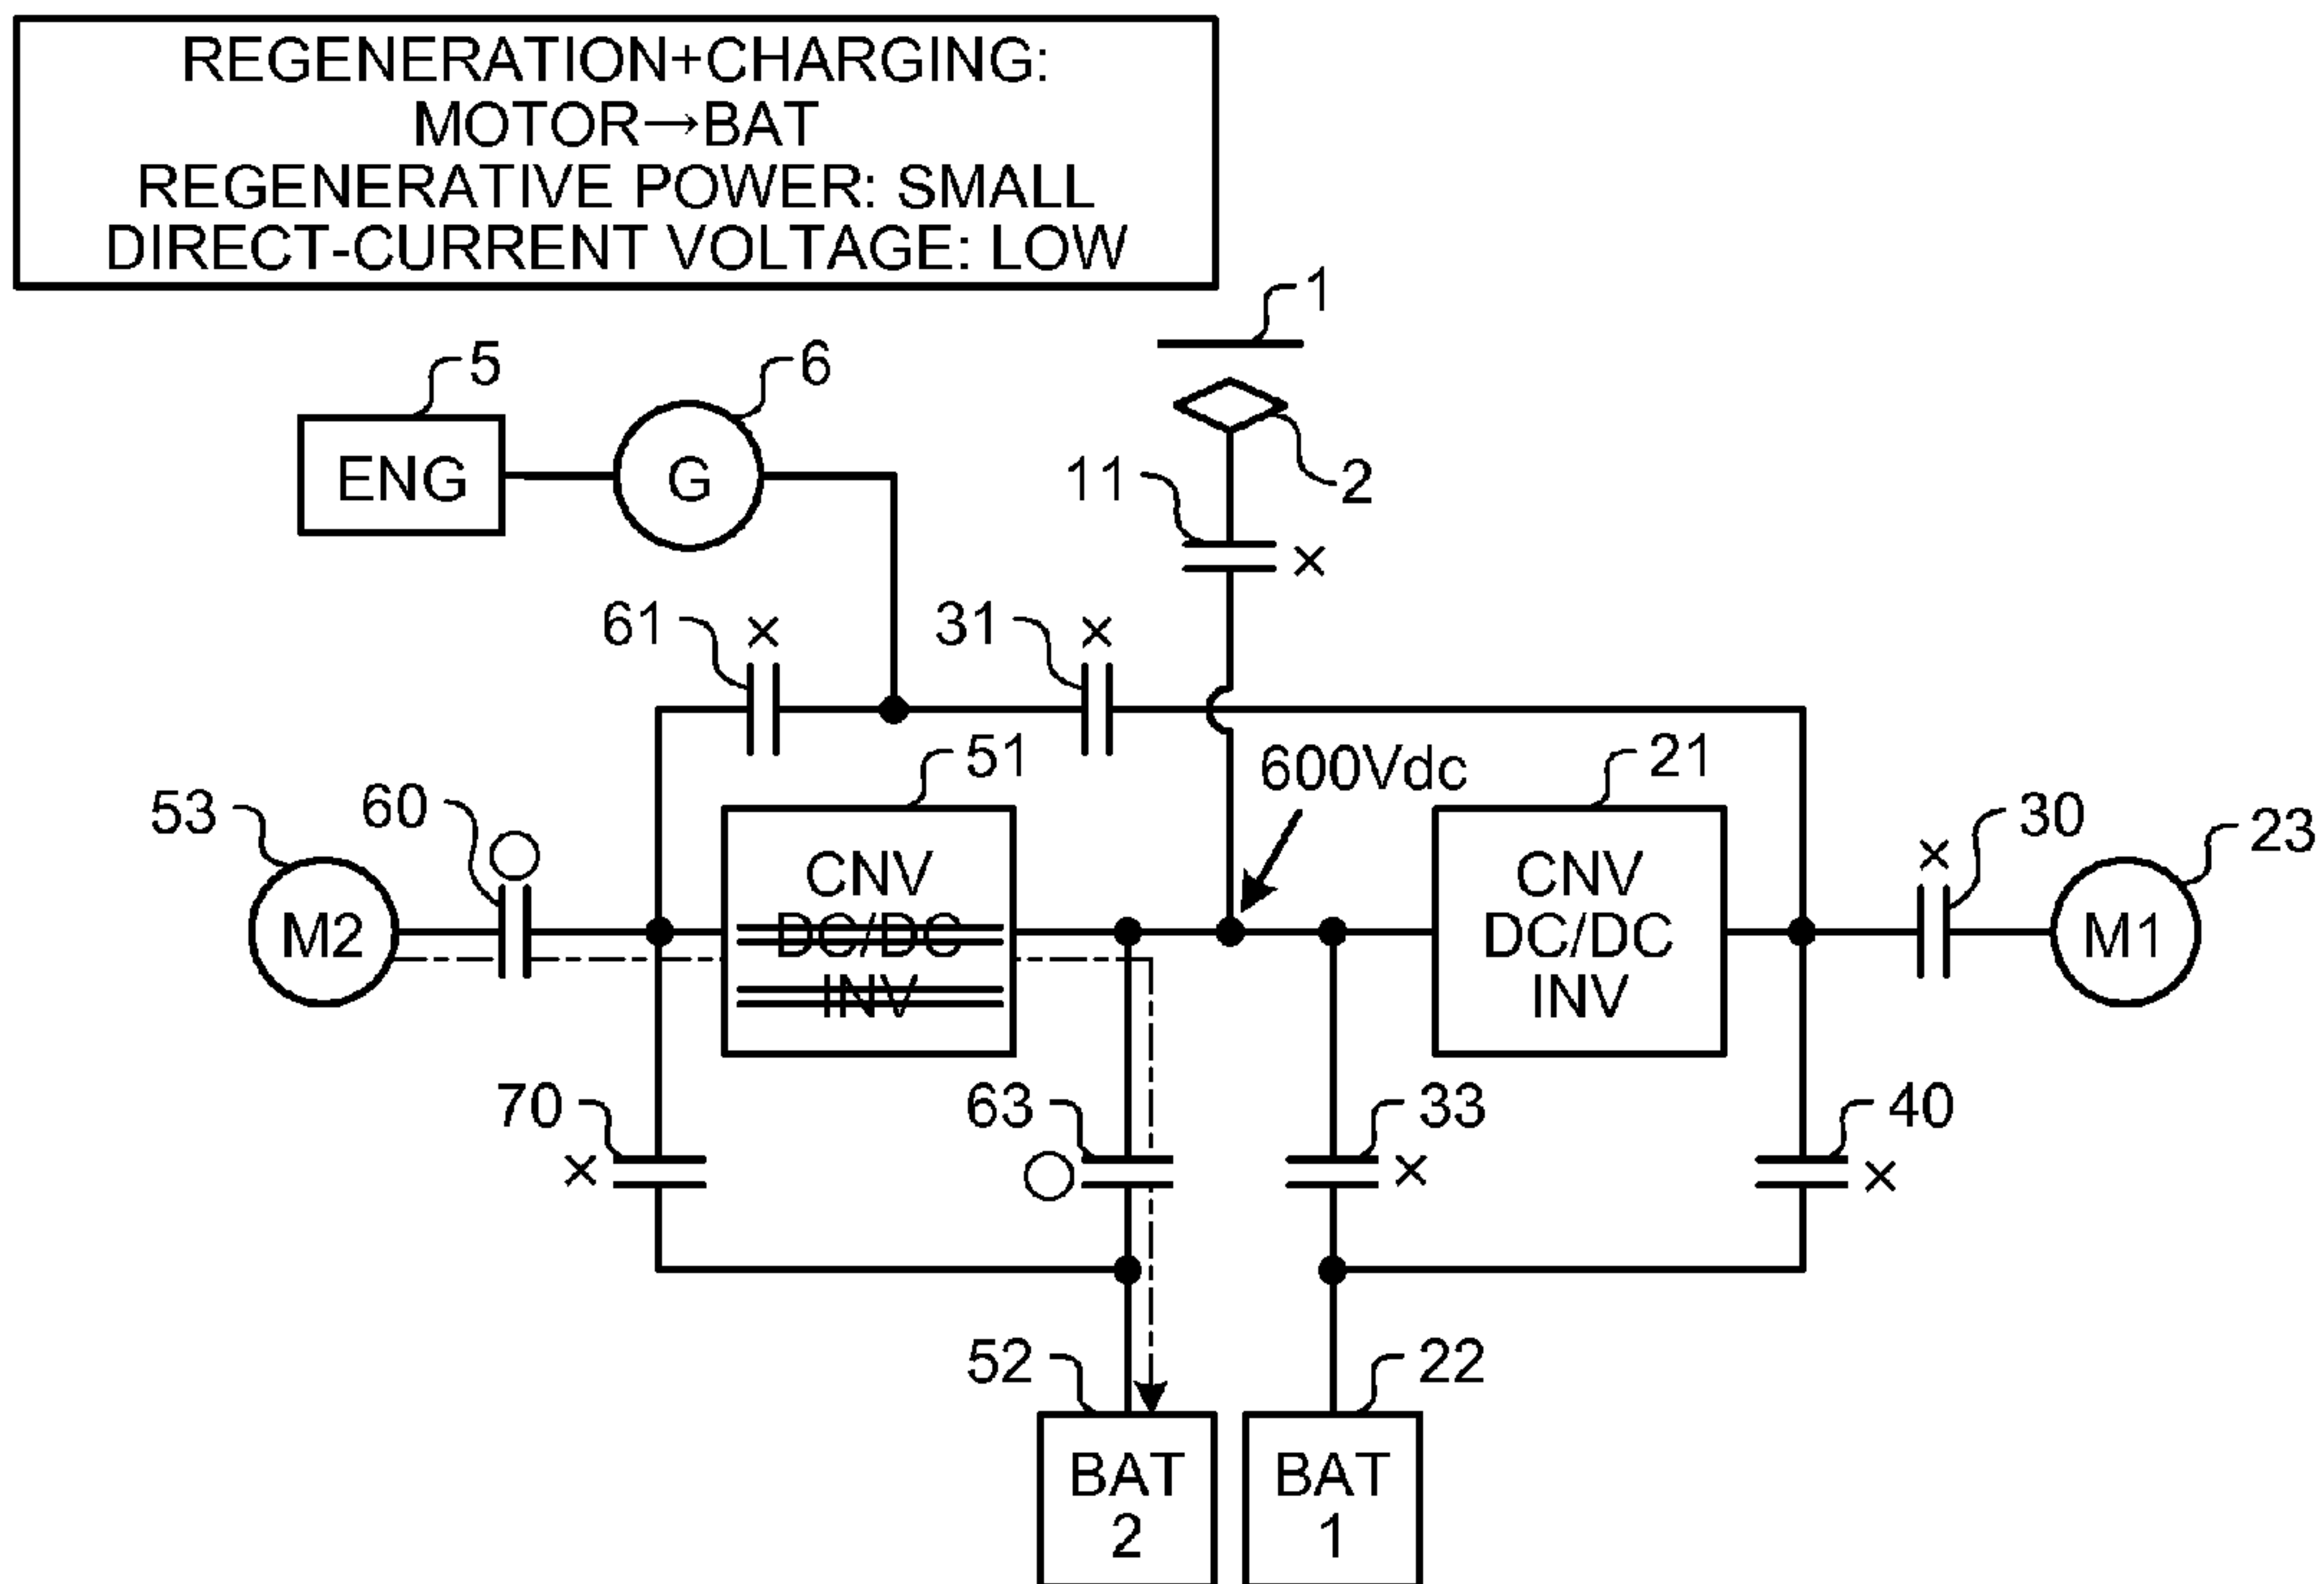 REGENERATION+CHARGING:
MOTOR→BAT
REGENERATIVE POWER: SMALL
DIRECT-CURRENT VOLTAGE: LOW
1
5
6
ENG
G
2
11
×
61
×
31
×
51
600Vdc
21
53
60
○
30
×
23
M2
CNV
DC/DC
INV
CNV
DC/DC
INV
M1
70
×
63
○
33
×
40
×
52
22
BAT
2
BAT
1